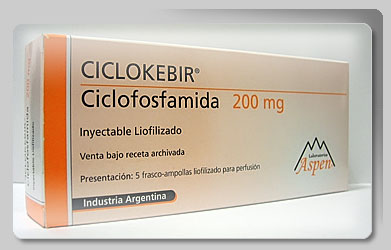 CICLOKEBIR®
Ciclofosfamida 200 mg
Inyectable Liofilizado
Venta bajo receta archivada
Presentación: 5 frasco-ampollas liofilizado para perfusión
Industria Argentina
Laboratorios
Aspen